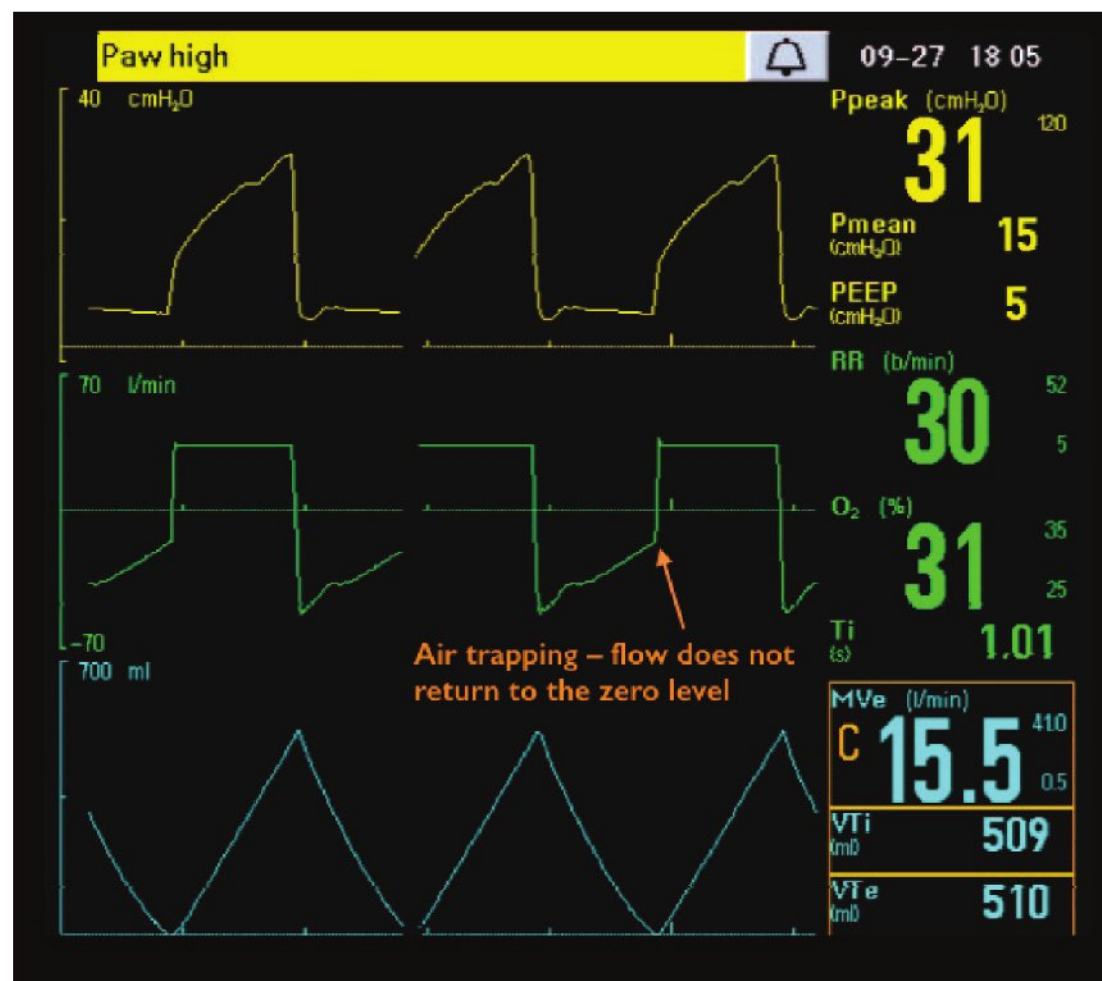 Paw high
09-27 18 05
40 cmH₂O
Ppeak (cmH₂O)
31
120
Pmean
(cmH₂O)
15
PEEP
(cmH₂O)
5
70 l/min
-70
RR (b/min)
30
52
5
O₂ (%)
31
35
25
Ti
(s)
1.01
Air trapping – flow does not
return to the zero level
700 ml
MVe (l/min)
C 15.5
41.0
0.5
VTi
(ml)
509
VTe
(ml)
510